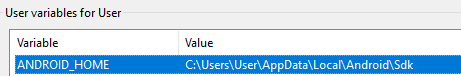 User variables for User
Variable Value
ANDROID_HOME C:\Users\User\AppData\Local\Android\Sdk